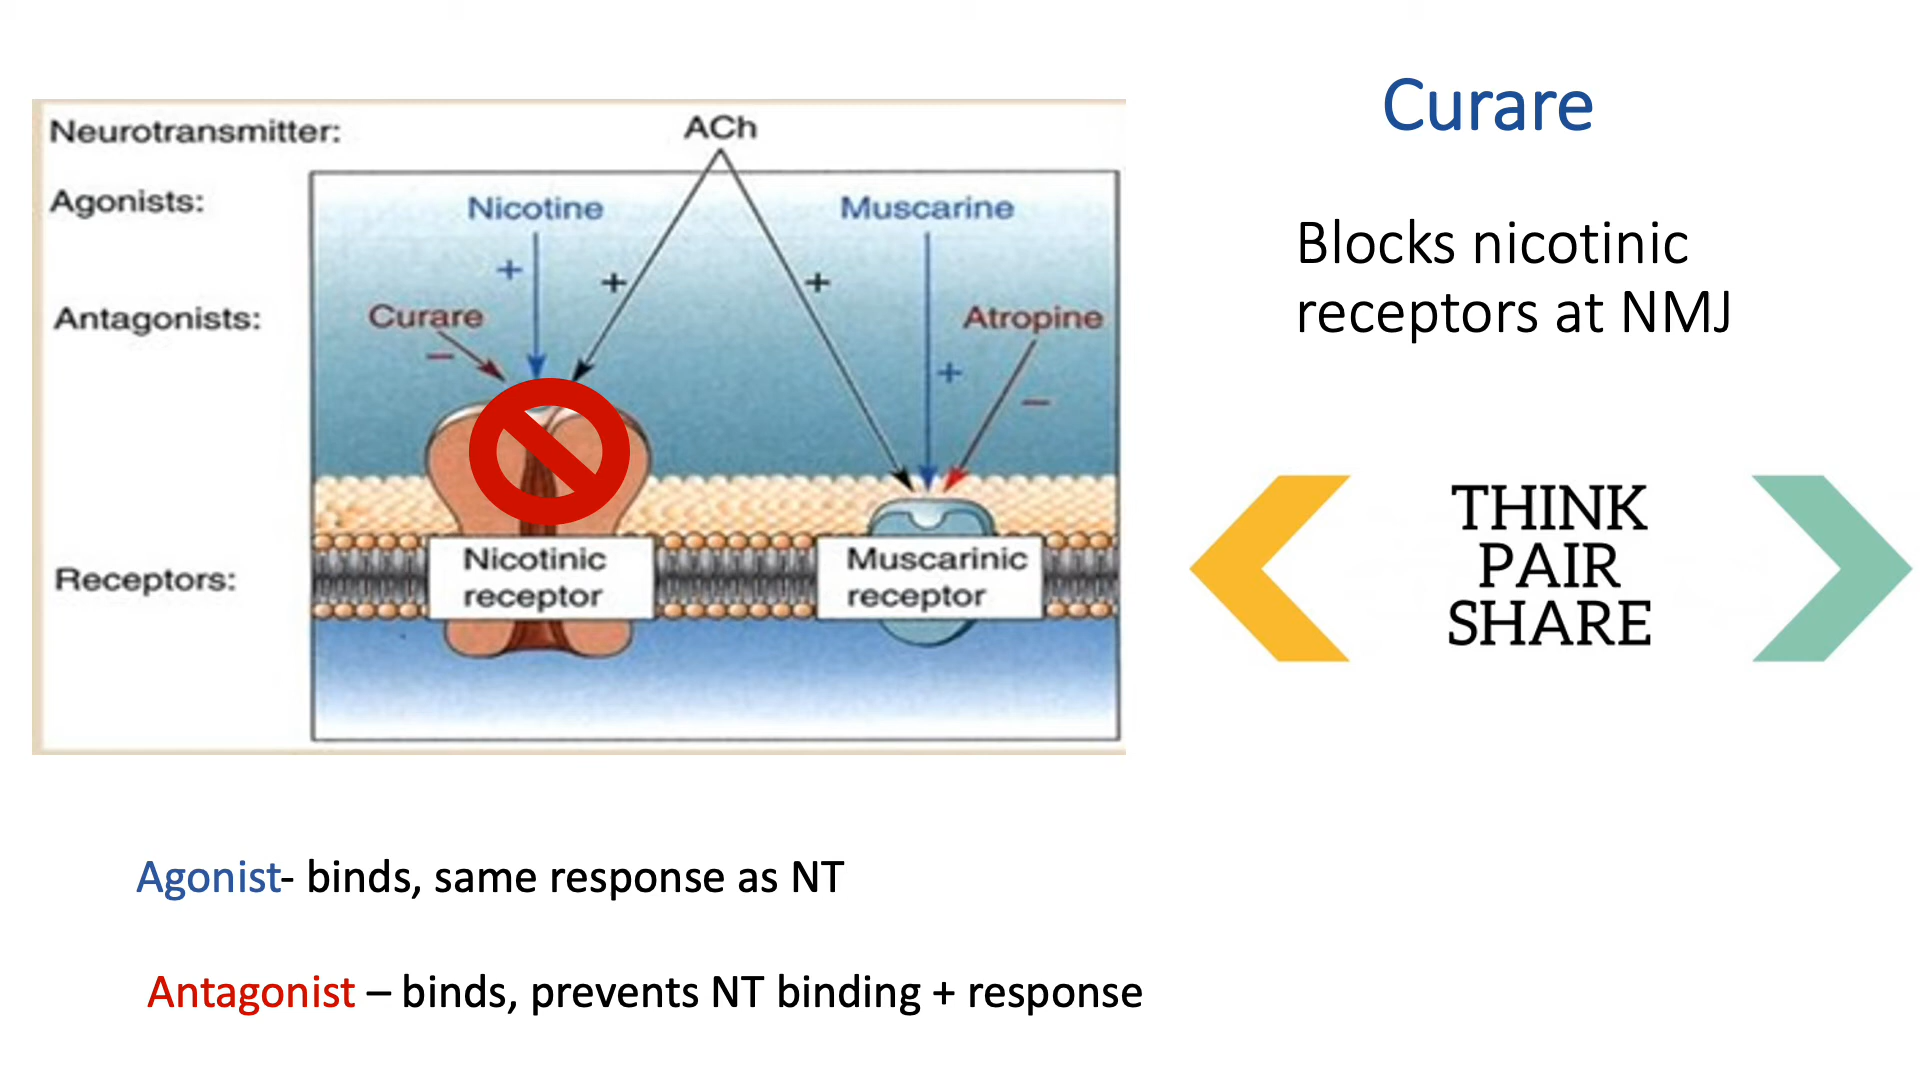 Curare
Neurotransmitter:
ACh
Agonists:
Nicotine
Muscarine
+
+
+
Antagonists:
Curare
Atropine
–
+
–
Receptors:
Nicotinic
receptor
Muscarinic
receptor
Blocks nicotinic
receptors at NMJ
THINK
PAIR
SHARE
Agonist- binds, same response as NT
Antagonist – binds, prevents NT binding + response